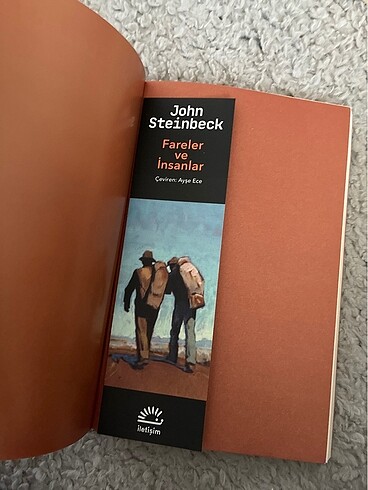 John
Steinbeck
Fareler
ve
İnsanlar
Çeviren: Ayşe Ece
iletişim